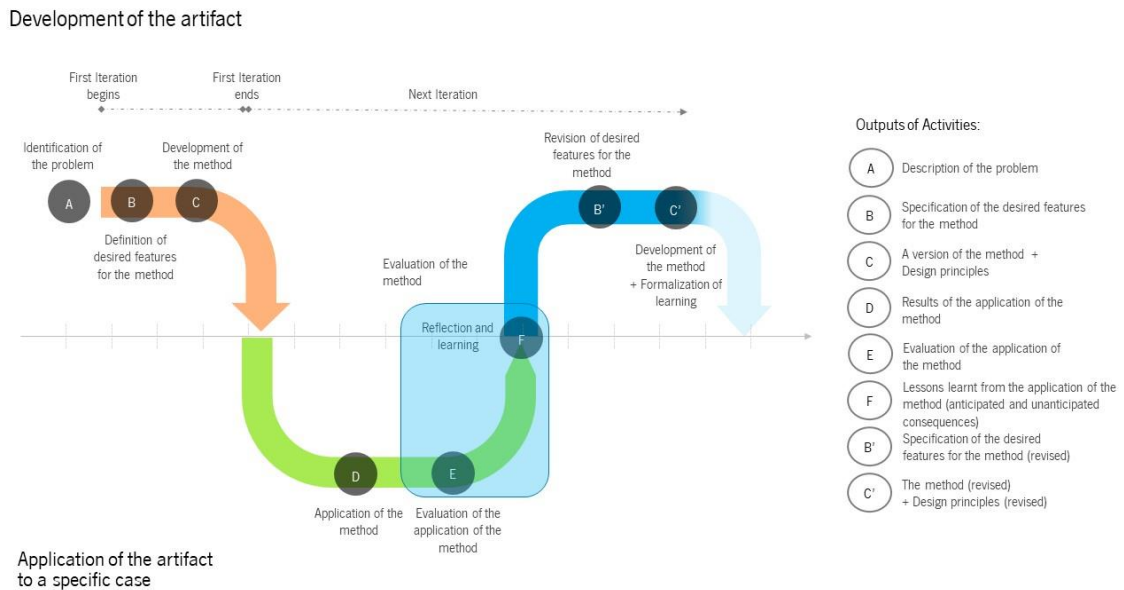 Development of the artifact
First Iteration
begins
First Iteration
ends
Next Iteration
Identification of
the problem
Development of
the method
Revision of desired
features for the
method
A
B
C
B'
C'
Definition of
desired features
for the method
Development of
the method
+ Formalization of
learning
Evaluation of the
method
Reflection and
learning
F
D
E
Application of the
method
Evaluation of the
application of the
method
Application of the artifact
to a specific case
Outputs of Activities:
A
Description of the problem
B
Specification of the desired features
for the method
C
A version of the method +
Design principles
D
Results of the application of the
method
E
Evaluation of the application of
the method
F
Lessons learnt from the application of the
method (anticipated and unanticipated
consequences)
B'
Specification of the desired
features for the method (revised)
C'
The method (revised)
+ Design principles (revised)